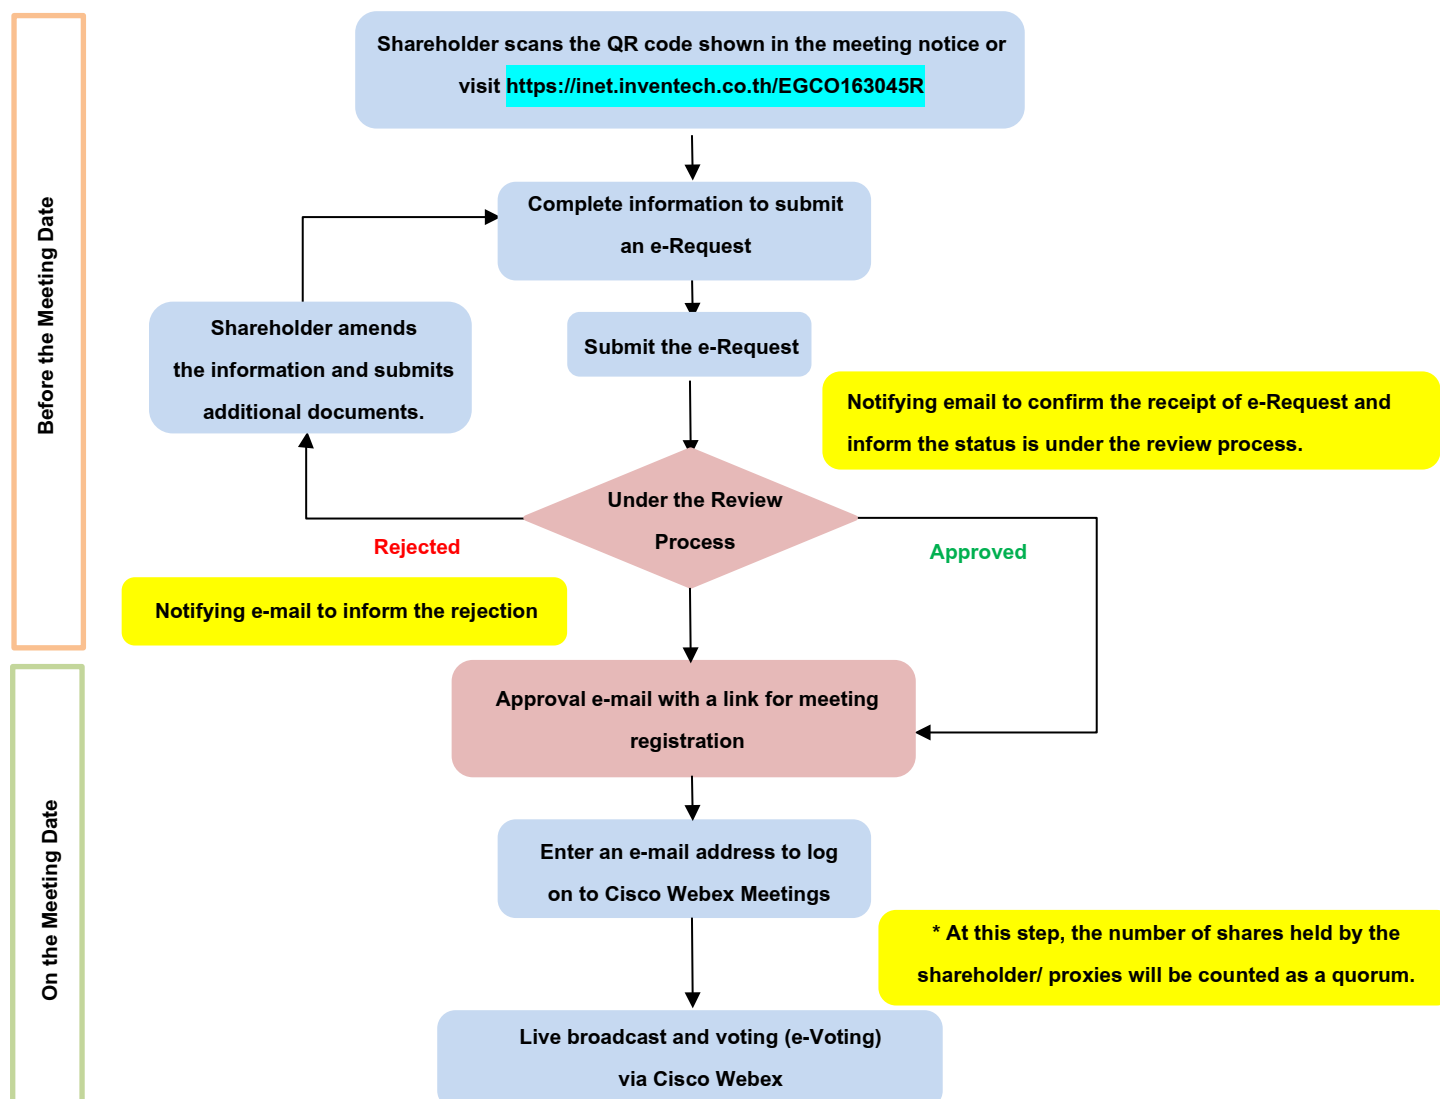 Before the Meeting Date
Shareholder scans the QR code shown in the meeting notice or
visit https://inet.inventech.co.th/EGCO163045R
Complete information to submit
an e-Request
Shareholder amends
the information and submits
additional documents.
Submit the e-Request
Notifying email to confirm the receipt of e-Request and
inform the status is under the review process.
Under the Review
Process
Rejected
Approved
Notifying e-mail to inform the rejection
On the Meeting Date
Approval e-mail with a link for meeting
registration
Enter an e-mail address to log
on to Cisco Webex Meetings
* At this step, the number of shares held by the
shareholder/ proxies will be counted as a quorum.
Live broadcast and voting (e-Voting)
via Cisco Webex